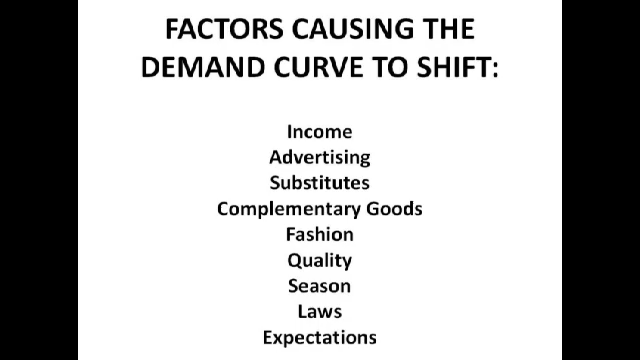 FACTORS CAUSING THE
DEMAND CURVE TO SHIFT:
Income
Advertising
Substitutes
Complementary Goods
Fashion
Quality
Season
Laws
Expectations